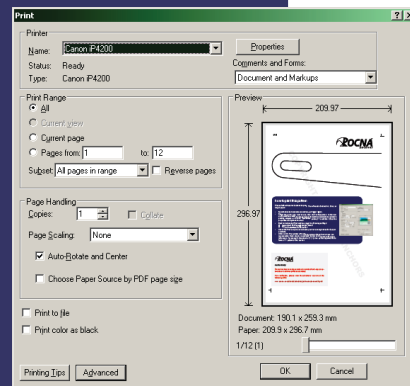 Print
Printer
Name: Canon iP4200
Properties
Status: Ready
Comments and Forms:
Type: Canon iP4200
Document and Markups
Print Range
All
Current view
Current page
Pages from: 1 to: 12
Subset: All pages in range
Reverse pages
Page Handling
Copies: 1
Collate
Page Scaling: None
Auto-Rotate and Center
Choose Paper Source by PDF page size
Print to file
Print color as black
Preview
209.97
296.97
ROCNA
Document: 190.1 x 259.3 mm
Paper: 209.9 x 296.7 mm
1/12 (1)
Printing Tips
Advanced
OK
Cancel